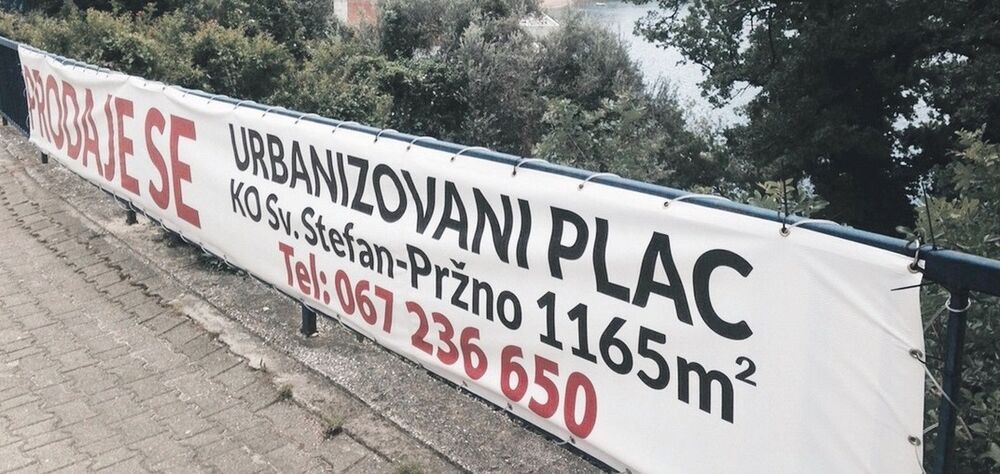 PRODAJE SE
URBANIZOVANI PLAC
KO Sv. Stefan-Pržno 1165m²
Tel: 067 236 650